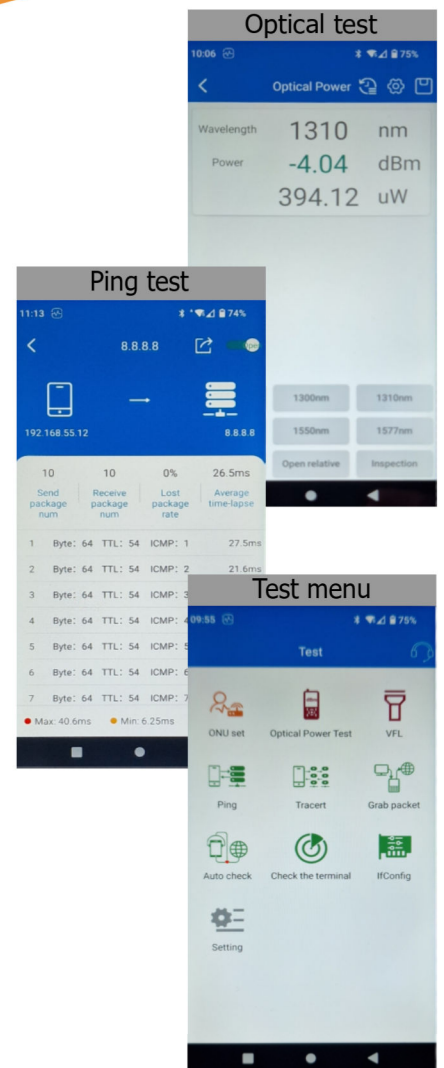 Optical test
10:06
75%
Optical Power
Wavelength 1310 nm
Power -4.04 dBm
394.12 uW
1300nm 1310nm
1550nm 1577nm
Open relative Inspection
Ping test
11:13
74%
8.8.8.8
192.168.55.12 8.8.8.8
10 10 0% 26.5ms
Send Receive Lost Average
package package package time-lapse
num num rate
1 Byte: 64 TTL: 54 ICMP: 1 27.5ms
2 Byte: 64 TTL: 54 ICMP: 2 21.6ms
3 Byte: 64 TTL: 54 ICMP: 3
4 Byte: 64 TTL: 54 ICMP: 4
5 Byte: 64 TTL: 54 ICMP: 5
6 Byte: 64 TTL: 54 ICMP: 6
7 Byte: 64 TTL: 54 ICMP: 7
Max: 40.6ms Min: 6.25ms
Test menu
09:55
75%
Test
ONU set Optical Power Test VFL
Ping Tracert Grab packet
Auto check Check the terminal IfConfig
Setting